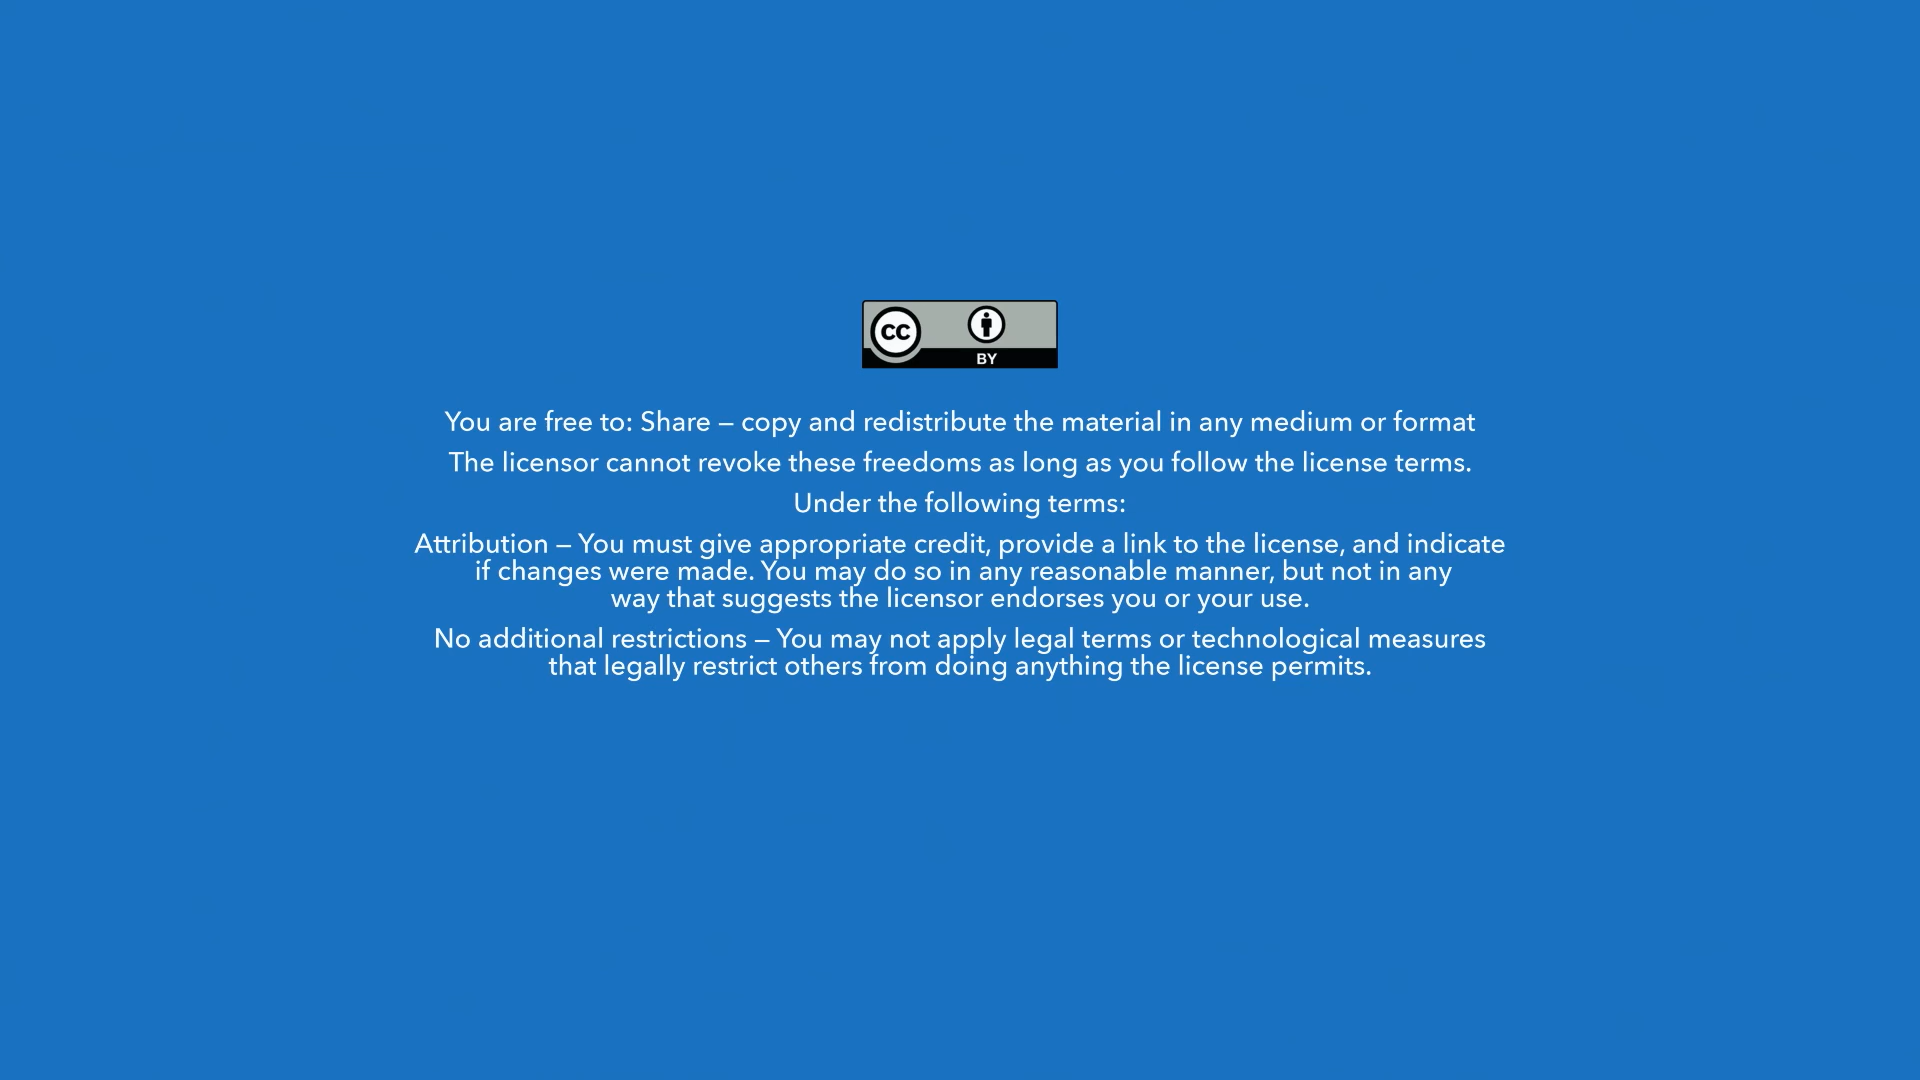 CC
BY
You are free to: Share – copy and redistribute the material in any medium or format
The licensor cannot revoke these freedoms as long as you follow the license terms.
Under the following terms:
Attribution – You must give appropriate credit, provide a link to the license, and indicate
if changes were made. You may do so in any reasonable manner, but not in any
way that suggests the licensor endorses you or your use.
No additional restrictions – You may not apply legal terms or technological measures
that legally restrict others from doing anything the license permits.